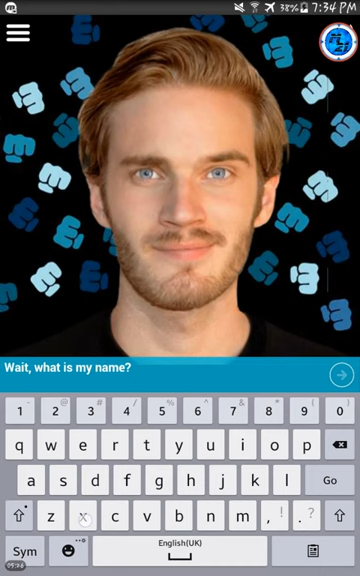 38% 7:34 PM
Wait, what is my name?
1 - 2 @ 3 # 4 / 5 % 6 ^ 7 & 8 * 9 ( 0 )
q w e r t y u i o p
a s d f g h j k l Go
z x c v b n m , ! . ?
Sym English(UK)